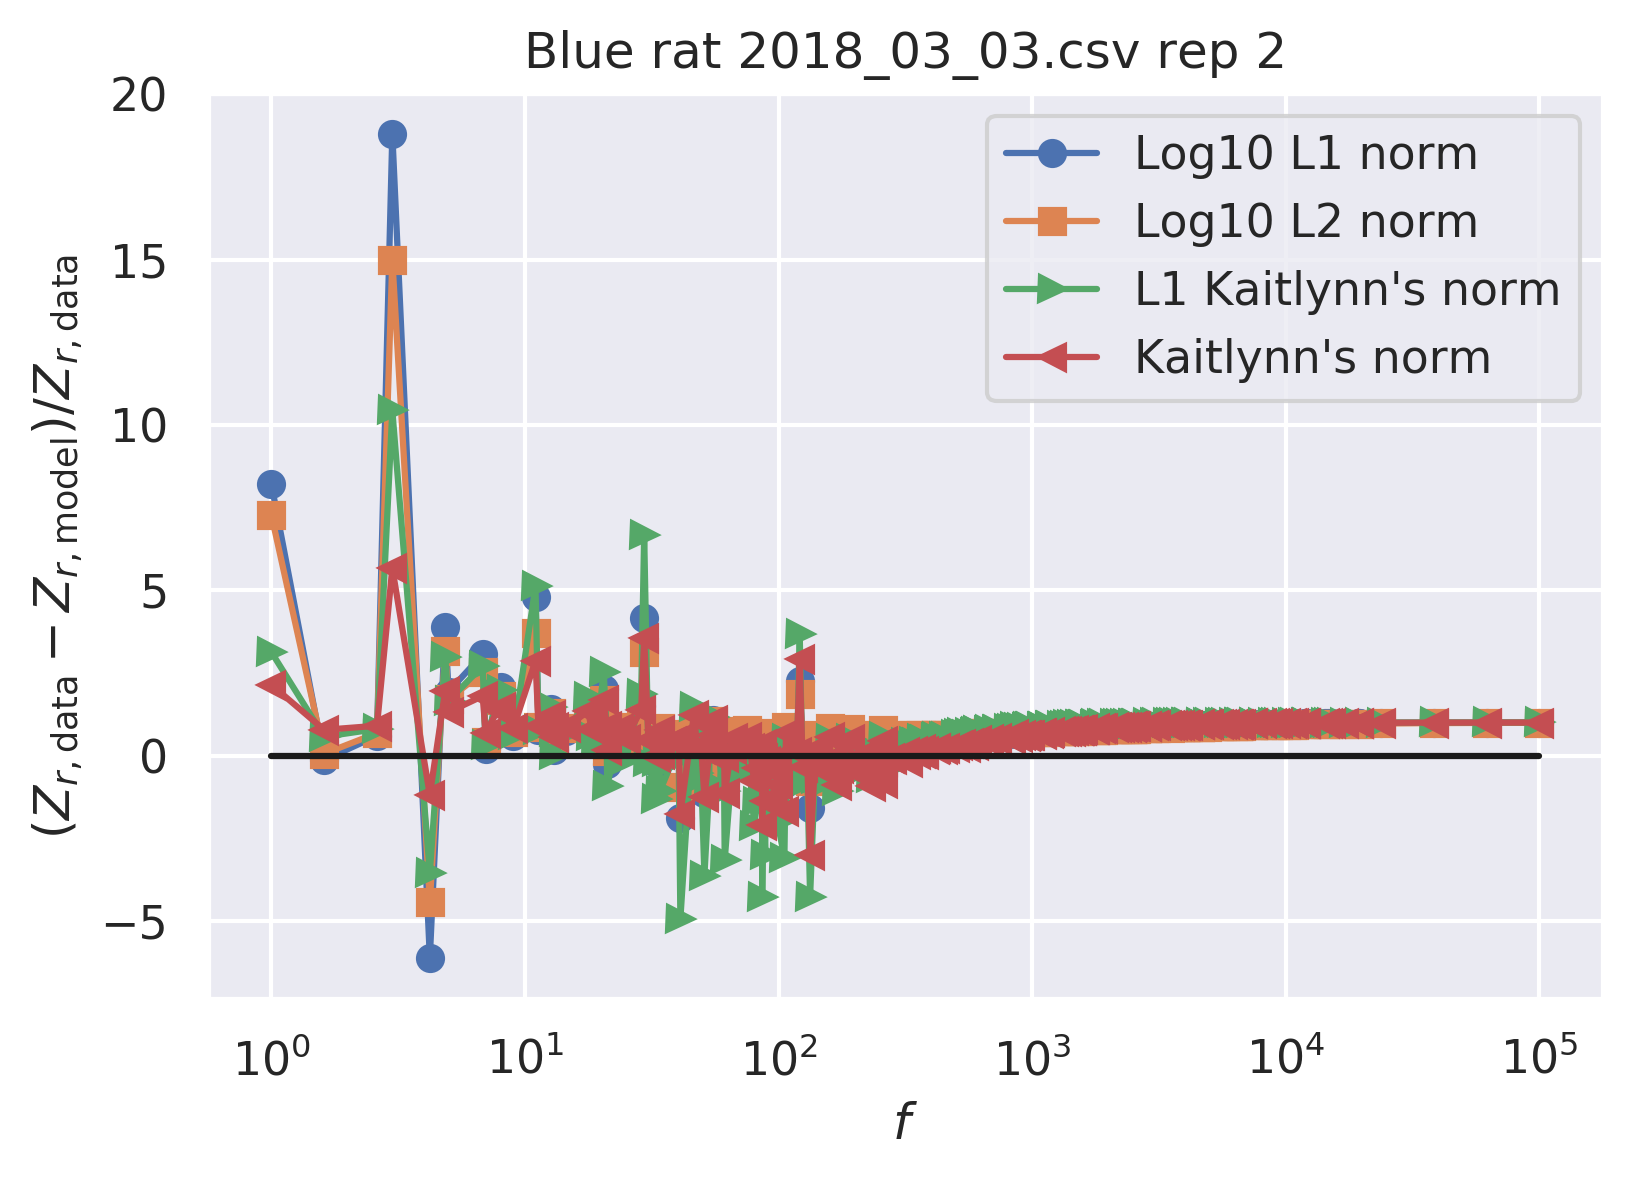 Blue rat 2018_03_03.csv rep 2
20
15
10
5
0
−5
(Z_{r, data} − Z_{r, model})/Z_{r, data}
Log10 L1 norm
Log10 L2 norm
L1 Kaitlynn's norm
Kaitlynn's norm
10^0 10^1 10^2 10^3 10^4 10^5
f